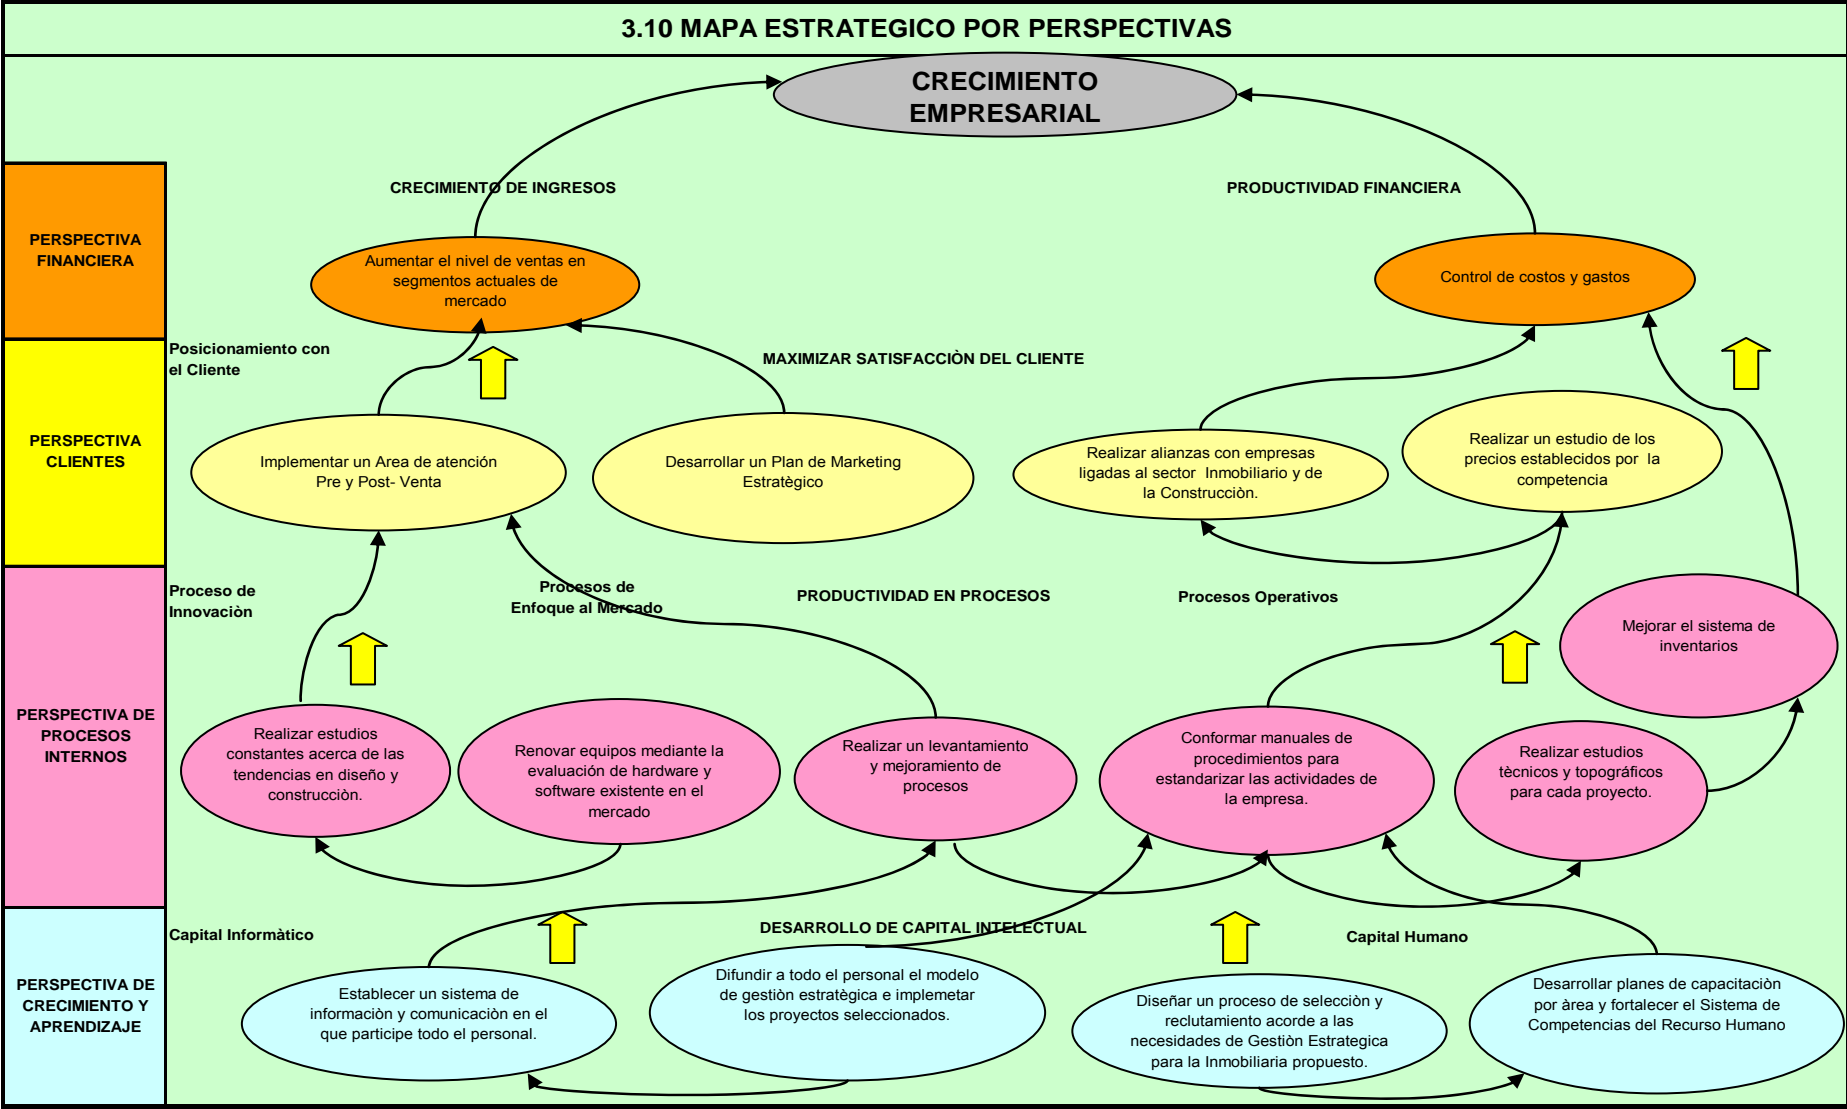 3.10 MAPA ESTRATEGICO POR PERSPECTIVAS
CRECIMIENTO
EMPRESARIAL
CRECIMIENTO DE INGRESOS
PRODUCTIVIDAD FINANCIERA
PERSPECTIVA
FINANCIERA
Aumentar el nivel de ventas en
segmentos actuales de
mercado
Control de costos y gastos
Posicionamiento con
el Cliente
MAXIMIZAR SATISFACCIÒN DEL CLIENTE
PERSPECTIVA
CLIENTES
Implementar un Area de atención
Pre y Post- Venta
Desarrollar un Plan de Marketing
Estratègico
Realizar alianzas con empresas
ligadas al sector Inmobiliario y de
la Construcciòn.
Realizar un estudio de los
precios establecidos por la
competencia
Proceso de
Innovaciòn
Procesos de
Enfoque al Mercado
PRODUCTIVIDAD EN PROCESOS
Procesos Operativos
Mejorar el sistema de
inventarios
PERSPECTIVA DE
PROCESOS
INTERNOS
Realizar estudios
constantes acerca de las
tendencias en diseño y
construcciòn.
Renovar equipos mediante la
evaluación de hardware y
software existente en el
mercado
Realizar un levantamiento
y mejoramiento de
procesos
Conformar manuales de
procedimientos para
estandarizar las actividades de
la empresa.
Realizar estudios
tècnicos y topográficos
para cada proyecto.
Capital Informàtico
DESARROLLO DE CAPITAL INTELECTUAL
Capital Humano
PERSPECTIVA DE
CRECIMIENTO Y
APRENDIZAJE
Establecer un sistema de
informaciòn y comunicaciòn en el
que participe todo el personal.
Difundir a todo el personal el modelo
de gestiòn estratègica e implemetar
los proyectos seleccionados.
Diseñar un proceso de selecciòn y
reclutamiento acorde a las
necesidades de Gestiòn Estrategica
para la Inmobiliaria propuesto.
Desarrollar planes de capacitaciòn
por àrea y fortalecer el Sistema de
Competencias del Recurso Humano